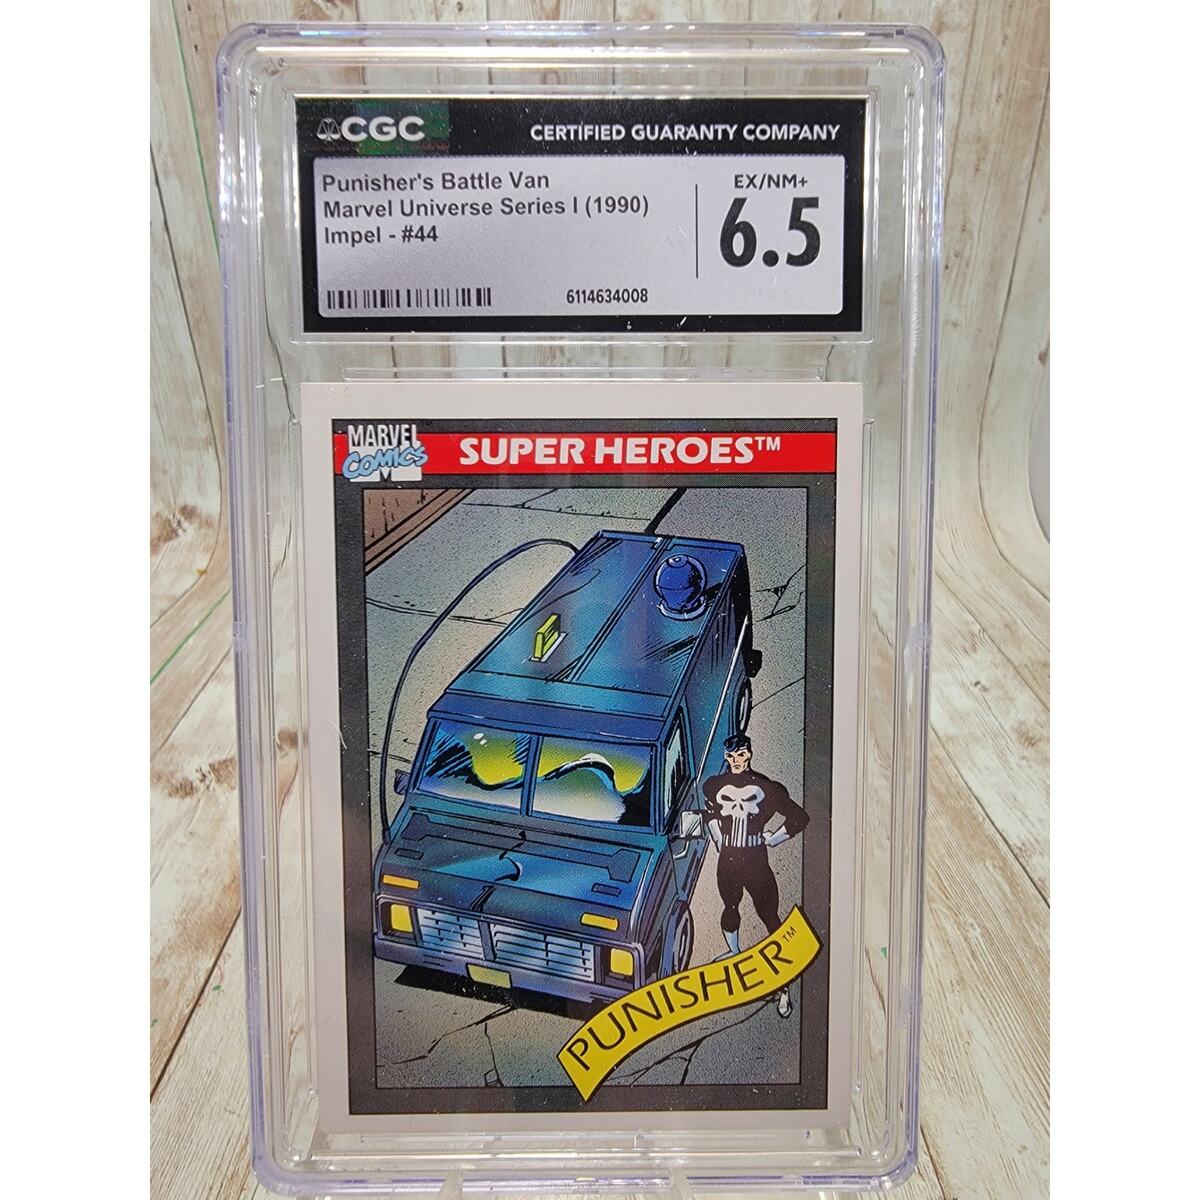 CGC
CERTIFIED GUARANTY COMPANY
Punisher's Battle Van
Marvel Universe Series I (1990)
Impel - #44
EX/NM+
6.5
6114634008
MARVEL
COMICS
M
SUPER HEROES™
PUNISHER™